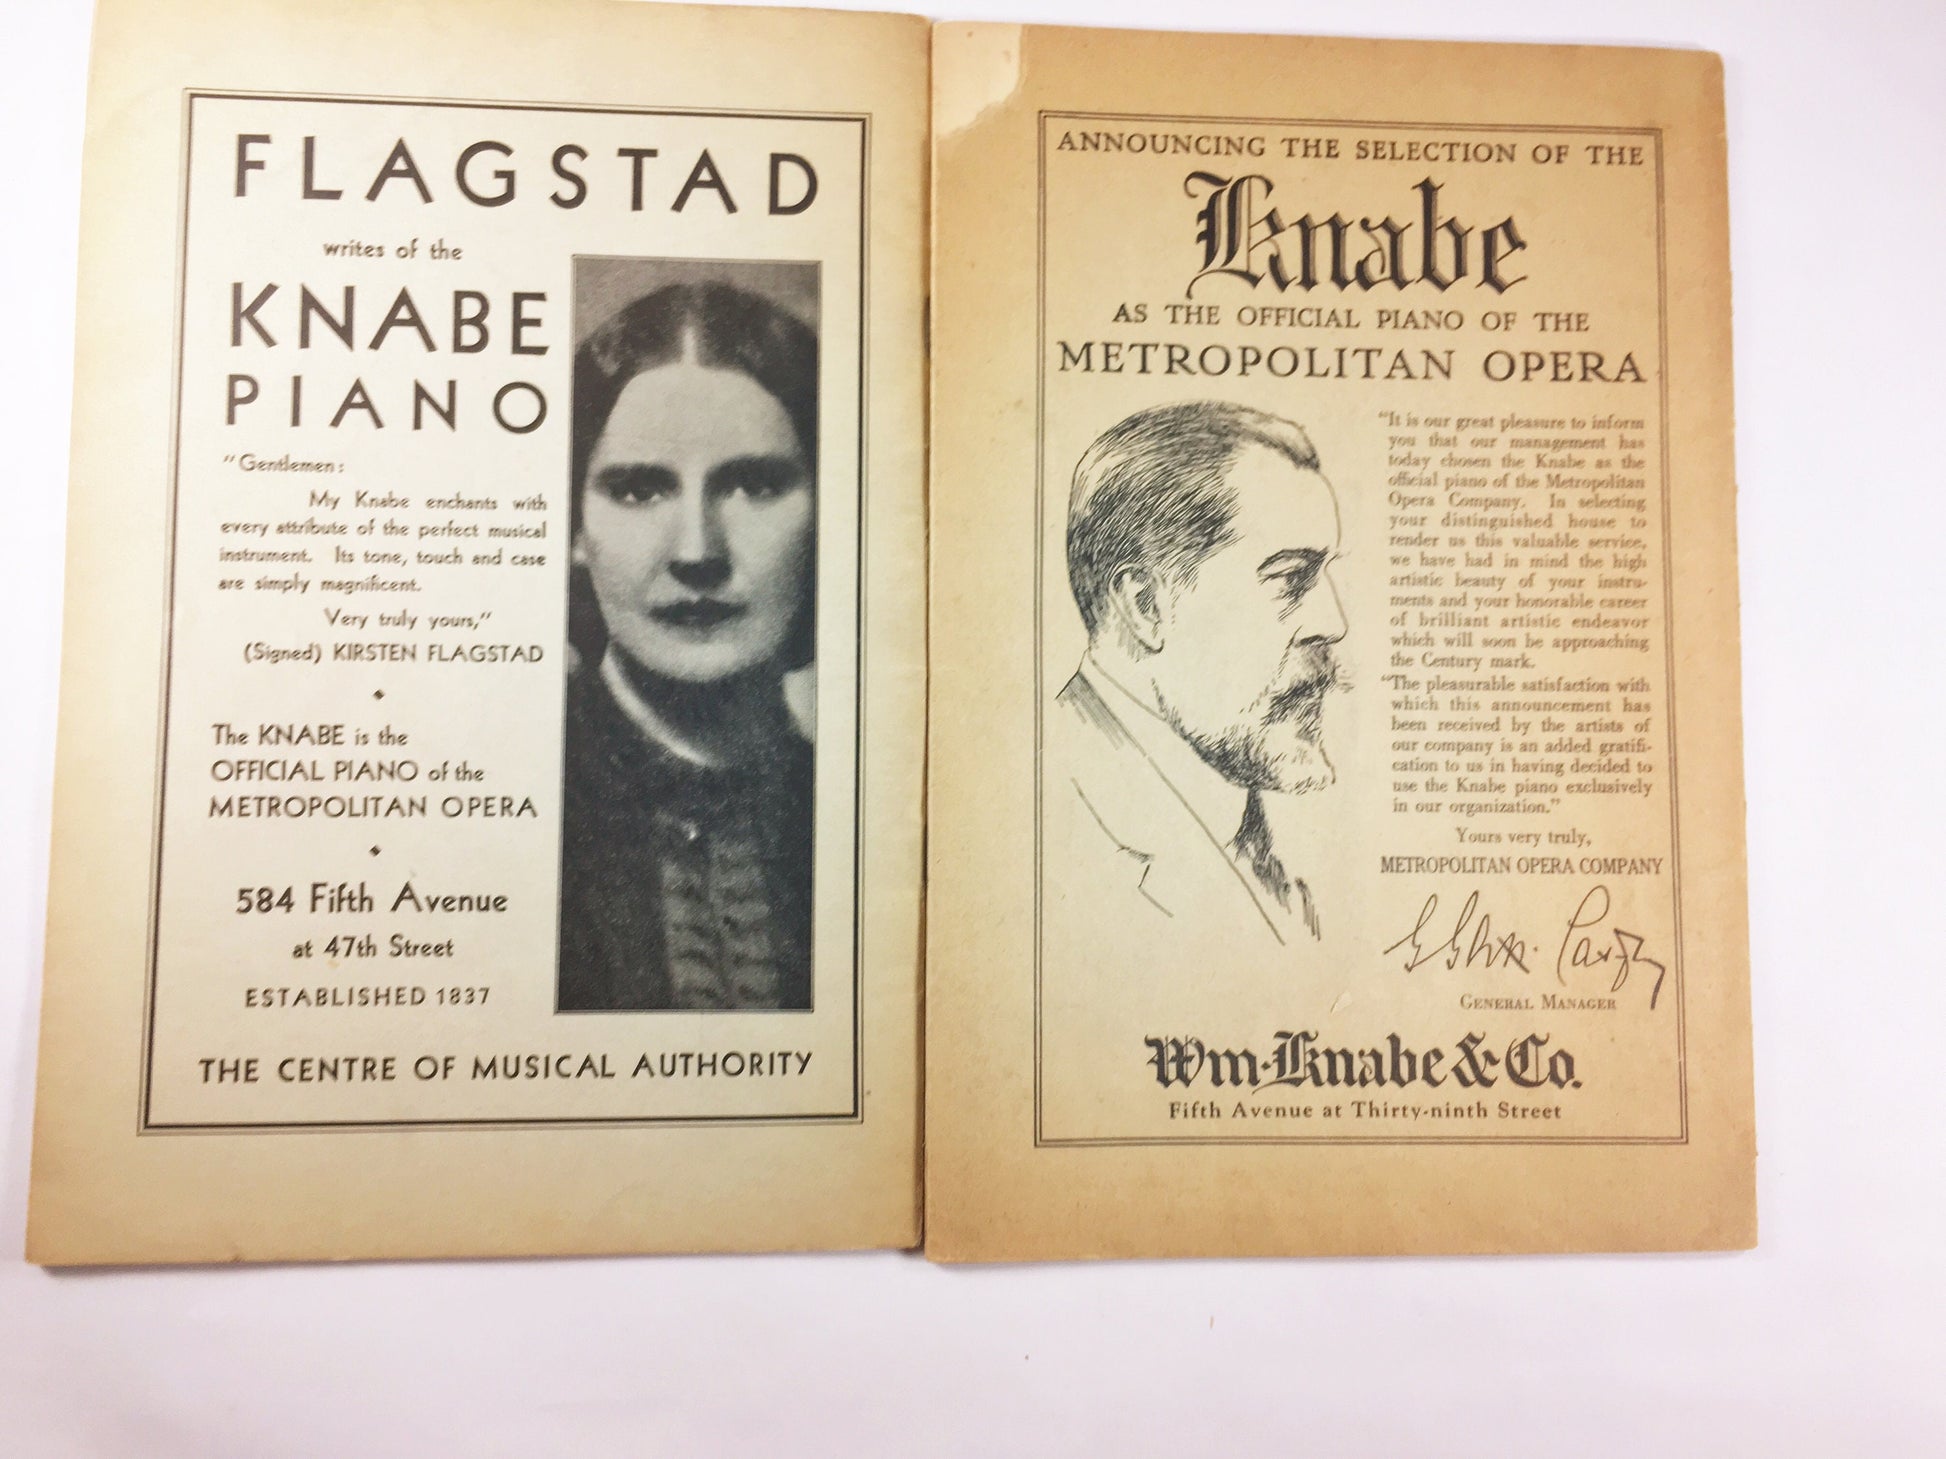 FLAGSTAD
writes of the
KNABE
PIANO
"Gentlemen:
My Knabe enchants with
every attribute of the perfect musical
instrument. Its tone, touch and case
are simply magnificent.
Very truly yours,"
(Signed) KIRSTEN FLAGSTAD
The KNABE is the
OFFICIAL PIANO of the
METROPOLITAN OPERA
584 Fifth Avenue
at 47th Street
ESTABLISHED 1837
THE CENTRE OF MUSICAL AUTHORITY
ANNOUNCING THE SELECTION OF THE
Knabe
AS THE OFFICIAL PIANO OF THE
METROPOLITAN OPERA
"It is our great pleasure to inform
you that our management has
today chosen the Knabe as the
official piano of the Metropolitan
Opera Company. In selecting
your distinguished house to
render us this valuable service,
we have had in mind the high
artistic beauty of your instru-
ments and your honorable career
of brilliant artistic endeavor
which will soon be approaching
the Century mark.
"The pleasurable satisfaction with
which this announcement has
been received by the artists of
our company is an added gratifi-
cation to us in having decided to
use the Knabe piano exclusively
in our organization."
Yours very truly,
METROPOLITAN OPERA COMPANY
GENERAL MANAGER
Wm. Knabe & Co.
Fifth Avenue at Thirty-ninth Street